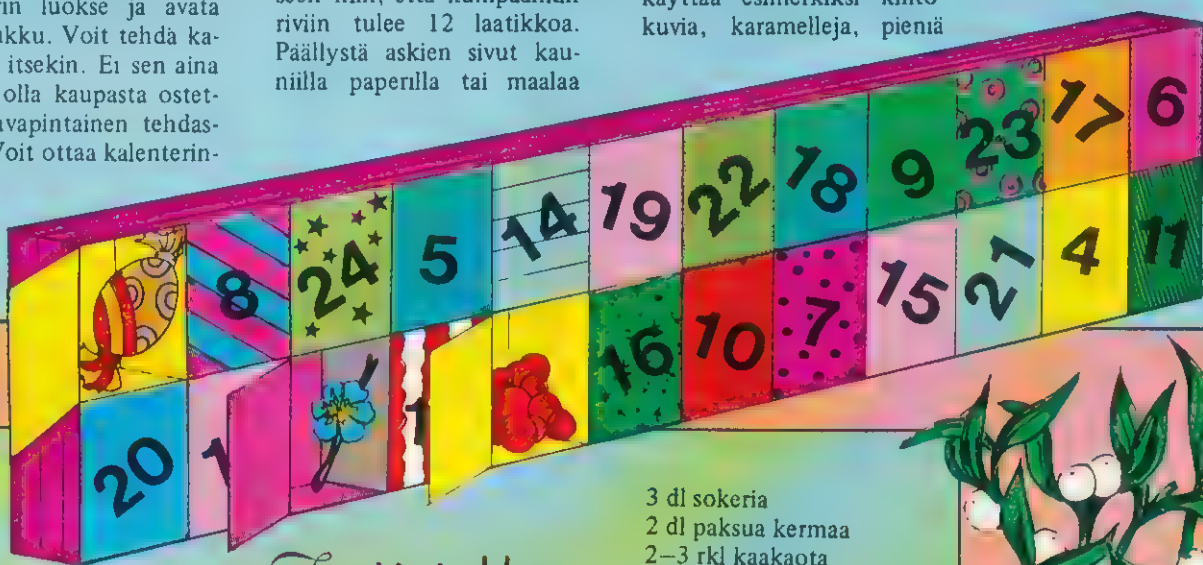 rin luokse ja avata
kku. Voit tehdä ka-
itsekin. Ei sen aina
olla kaupasta ostet-
avapintainen tehdas-
Voit ottaa kalenterin-
riviin tulee 12 laatikkoa.
Päällystä askien sivut kau-
niilla paperilla tai maalaa
kuvia, karamelleja, pieniä
8 24 5 14 19 22 18 9 23 17 6
20 1 1 16 10 7 15 21 4 11
3 dl sokeria
2 dl paksua kermaa
2–3 rkl kaakaota